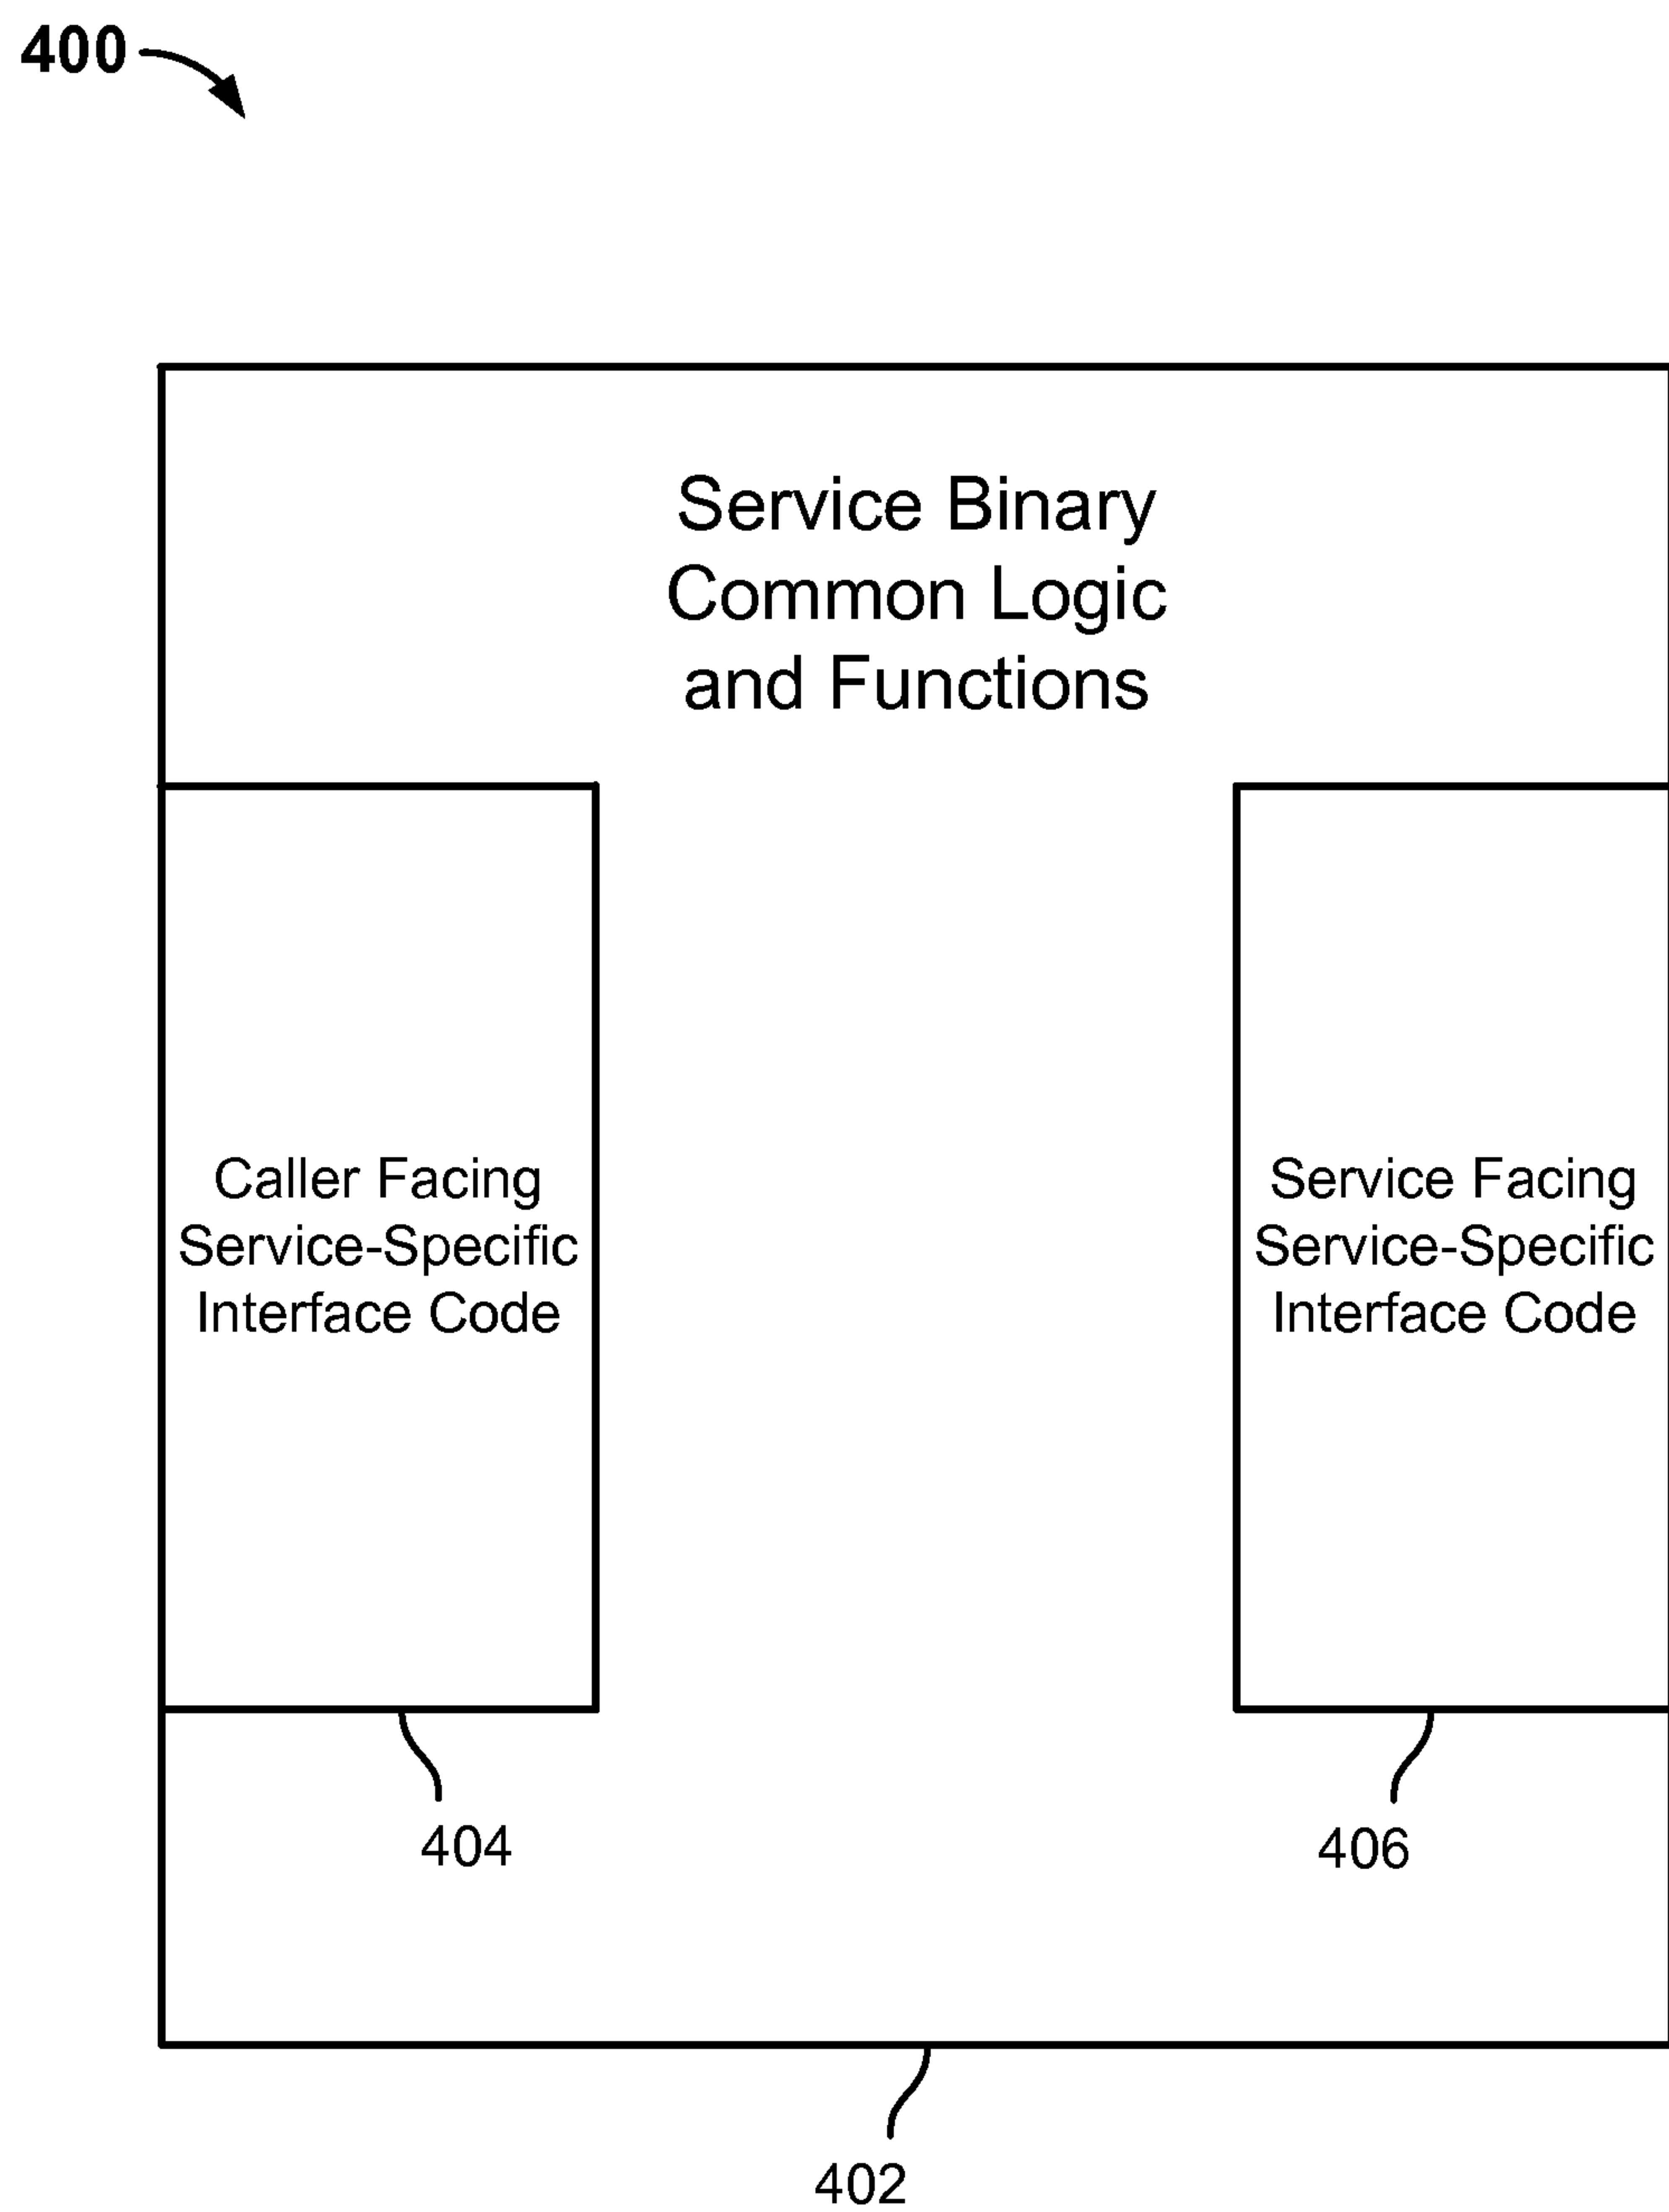 400
Service Binary
Common Logic
and Functions
Caller Facing
Service-Specific
Interface Code
Service Facing
Service-Specific
Interface Code
404
406
402